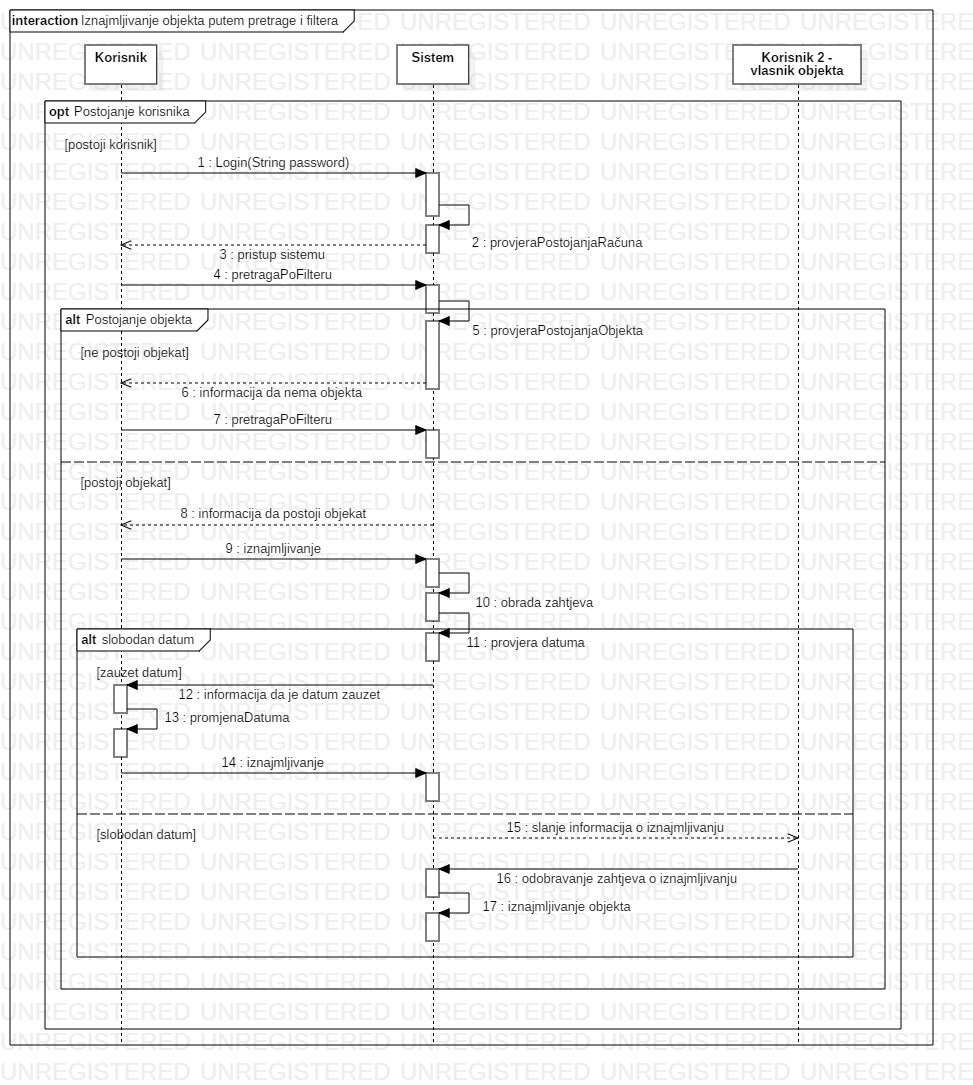 interaction Iznajmljivanje objekta putem pretrage i filtera
Korisnik
Sistem
Korisnik 2 -
vlasnik objekta
opt Postojanje korisnika
[postoji korisnik]
1 : Login(String password)
2 : provjeraPostojanjaRačuna
3 : pristup sistemu
4 : pretragaPoFilteru
alt Postojanje objekta
5 : provjeraPostojanjaObjekta
[ne postoji objekat]
6 : informacija da nema objekta
7 : pretragaPoFilteru
[postoji objekat]
8 : informacija da postoji objekat
9 : iznajmljivanje
10 : obrada zahtjeva
alt slobodan datum
11 : provjera datuma
[zauzet datum]
12 : informacija da je datum zauzet
13 : promjenaDatuma
14 : iznajmljivanje
[slobodan datum]
15 : slanje informacija o iznajmljivanju
16 : odobravanje zahtjeva o iznajmljivanju
17 : iznajmljivanje objekta
UNREGISTERED